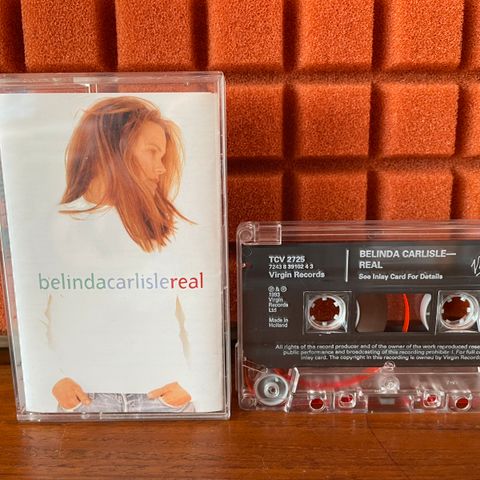 belindacarlislereal
TCV 2725
7243 8 39102 4 3
Virgin Records
℗ & ©
1993
Virgin
Records
Ltd
Made in
Holland
BELINDA CARLISLE—
REAL
See Inlay Card For Details
All rights of the record producer and of the owner of the work reproduced rese
public performance and broadcasting of this recording prohibited. For full c
inlay card. The copyright in this recording is owned by Virgin Record